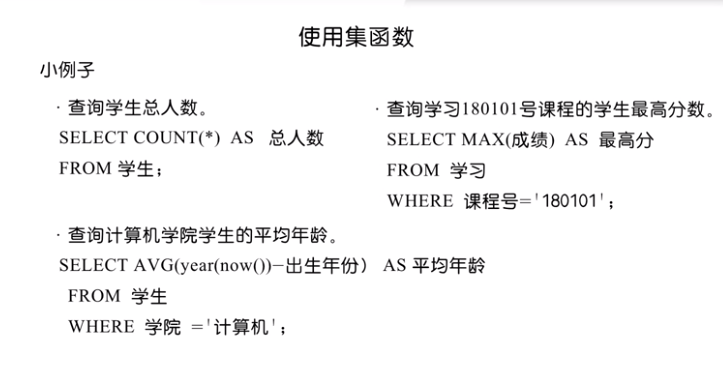 使用集函数
小例子
· 查询学生总人数。
SELECT COUNT(*) AS 总人数
FROM 学生；
· 查询学习180101号课程的学生最高分数。
SELECT MAX(成绩) AS 最高分
FROM 学习
WHERE 课程号='180101'；
· 查询计算机学院学生的平均年龄。
SELECT AVG(year(now())−出生年份） AS 平均年龄
FROM 学生
WHERE 学院 ='计算机'；